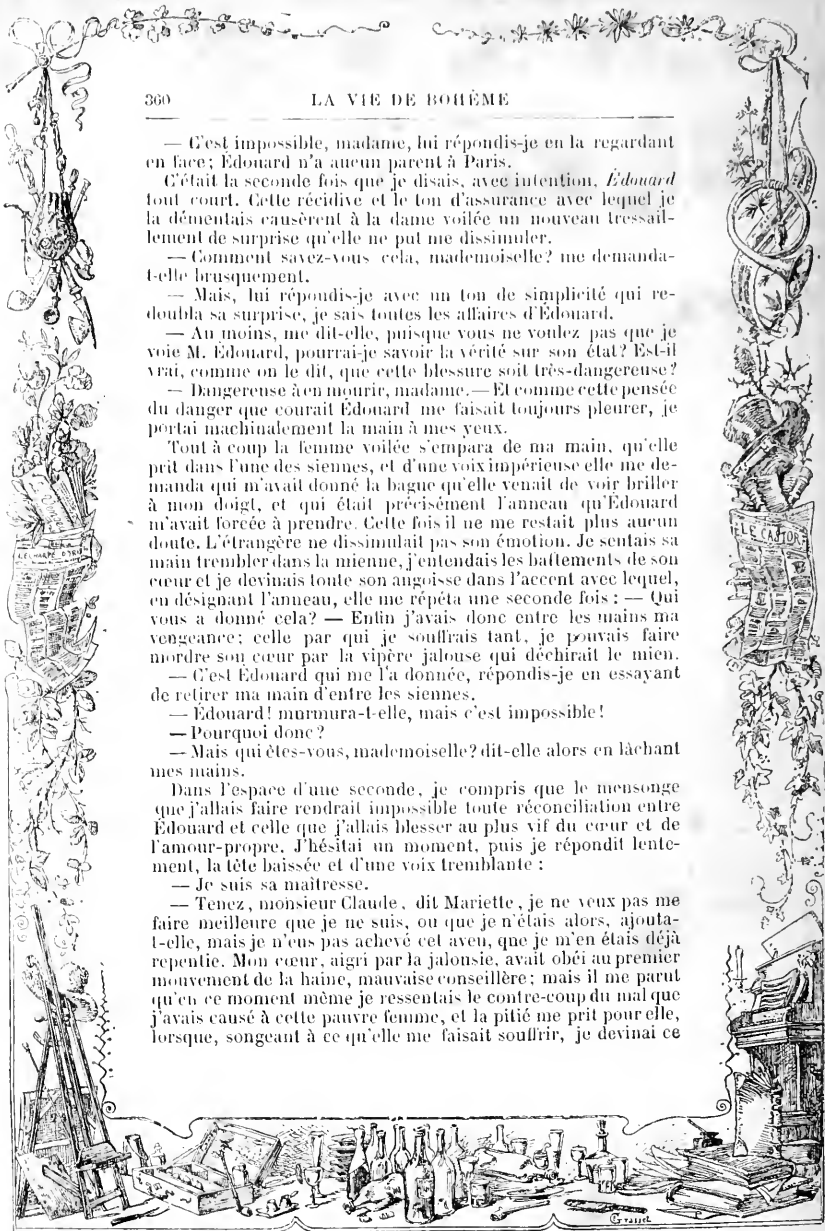 360 LA VIE DE BOHÈME
— C'est impossible, madame, lui répondis-je en la regardant
en face; Édouard n'a aucun parent à Paris.
C'était la seconde fois que je disais, avec intention, Édouard
tout court. Cette récidive et le ton d'assurance avec lequel je
la démentais causèrent à la dame voilée un nouveau tressail-
lement de surprise qu'elle ne put me dissimuler.
— Comment savez-vous cela, mademoiselle? me demanda-
t-elle brusquement.
— Mais, lui répondis-je avec un ton de simplicité qui re-
doubla sa surprise, je sais toutes les affaires d'Édouard.
— Au moins, me dit-elle, puisque vous ne voulez pas que je
voie M. Édouard, pourrai-je savoir la vérité sur son état? Est-il
vrai, comme on le dit, que cette blessure soit très-dangereuse?
— Dangereuse à en mourir, madame. — Et comme cette pensée
du danger que courait Édouard me faisait toujours pleurer, je
portai machinalement la main à mes yeux.
Tout à coup la femme voilée s'empara de ma main, qu'elle
prit dans l'une des siennes, et d'une voix impérieuse elle me de-
manda qui m'avait donné la bague qu'elle venait de voir briller
à mon doigt, et qui était précisément l'anneau qu'Édouard
m'avait forcée à prendre. Cette fois il ne me restait plus aucun
doute. L'étrangère ne dissimulait pas son émotion. Je sentais sa
main trembler dans la mienne, j'entendais les battements de son
cœur et je devinais toute son angoisse dans l'accent avec lequel,
en désignant l'anneau, elle me répéta une seconde fois : — Qui
vous a donné cela? — Enfin j'avais donc entre les mains ma
vengeance; celle par qui je souffrais tant, je pouvais faire
mordre son cœur par la vipère jalouse qui déchirait le mien.
— C'est Édouard qui me l'a donnée, répondis-je en essayant
de retirer ma main d'entre les siennes.
— Édouard! murmura-t-elle, mais c'est impossible!
— Pourquoi donc?
— Mais qui êtes-vous, mademoiselle? dit-elle alors en lâchant
mes mains.
Dans l'espace d'une seconde, je compris que le mensonge
que j'allais faire rendrait impossible toute réconciliation entre
Édouard et celle que j'allais blesser au plus vif du cœur et de
l'amour-propre. J'hésitai un moment, puis je répondit lente-
ment, la tête baissée et d'une voix tremblante :
— Je suis sa maîtresse.
— Tenez, monsieur Claude, dit Mariette, je ne veux pas me
faire meilleure que je ne suis, ou que je n'étais alors, ajouta-
t-elle, mais je n'eus pas achevé cet aveu, que je m'en étais déjà
repentie. Mon cœur, aigri par la jalousie, avait obéi au premier
mouvement de la haine, mauvaise conseillère; mais il me parut
qu'en ce moment même je ressentais le contre-coup du mal que
j'avais causé à cette pauvre femme, et la pitié me prit pour elle,
lorsque, songeant à ce qu'elle me faisait souffrir, je devinai ce
LE CASTOR
Grasset